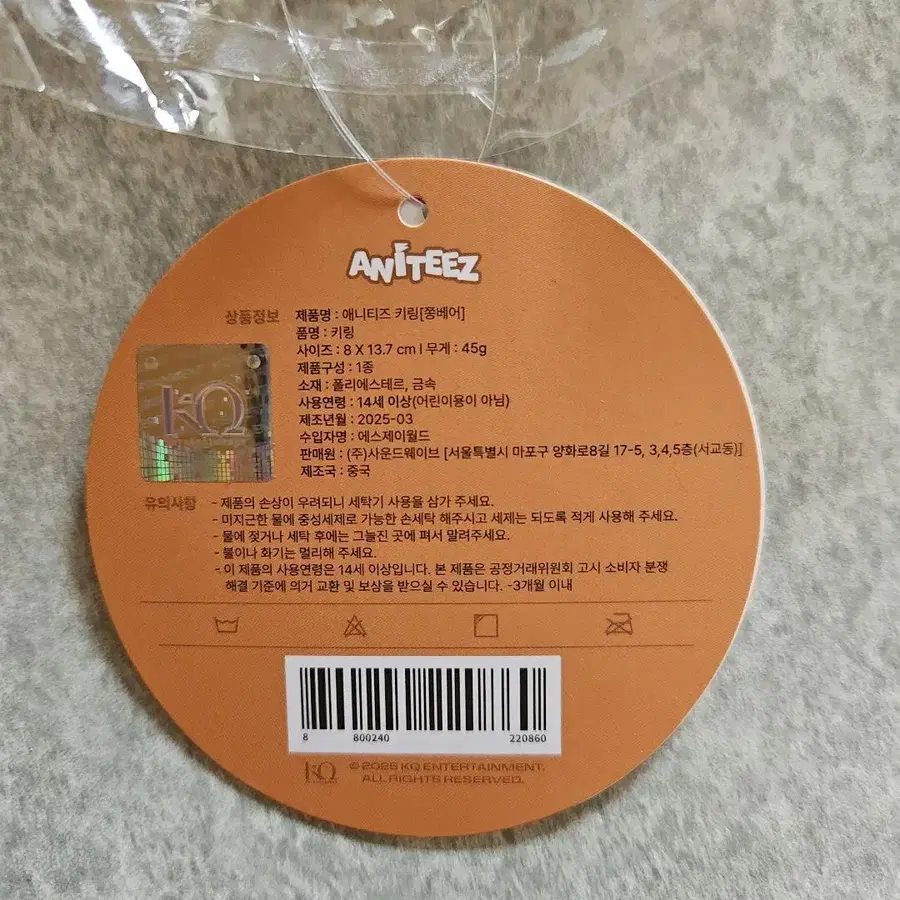 ANITEEZ
상품정보
제품명 : 애니티즈 키링[쫑베어]
품명 : 키링
사이즈 : 8 X 13.7 cm I 무게 : 45g
제품구성 : 1종
소재 : 폴리에스테르, 금속
사용연령 : 14세 이상(어린이용이 아님)
제조년월 : 2025-03
수입자명 : 에스제이월드
판매원 : (주)사운드웨이브 [서울특별시 마포구 양화로8길 17-5, 3,4,5층(서교동)]
제조국 : 중국
KQ
유의사항
- 제품의 손상이 우려되니 세탁기 사용을 삼가 주세요.
- 미지근한 물에 중성세제로 가능한 손세탁 해주시고 세제는 되도록 적게 사용해 주세요.
- 물에 젖거나 세탁 후에는 그늘진 곳에 펴서 말려주세요.
- 불이나 화기는 멀리해 주세요.
- 이 제품의 사용연령은 14세 이상입니다. 본 제품은 공정거래위원회 고시 소비자 분쟁
해결 기준에 의거 교환 및 보상을 받으실 수 있습니다. -3개월 이내
8 800240 220860
KQ © 2025 KQ ENTERTAINMENT.
ALL RIGHTS RESERVED.